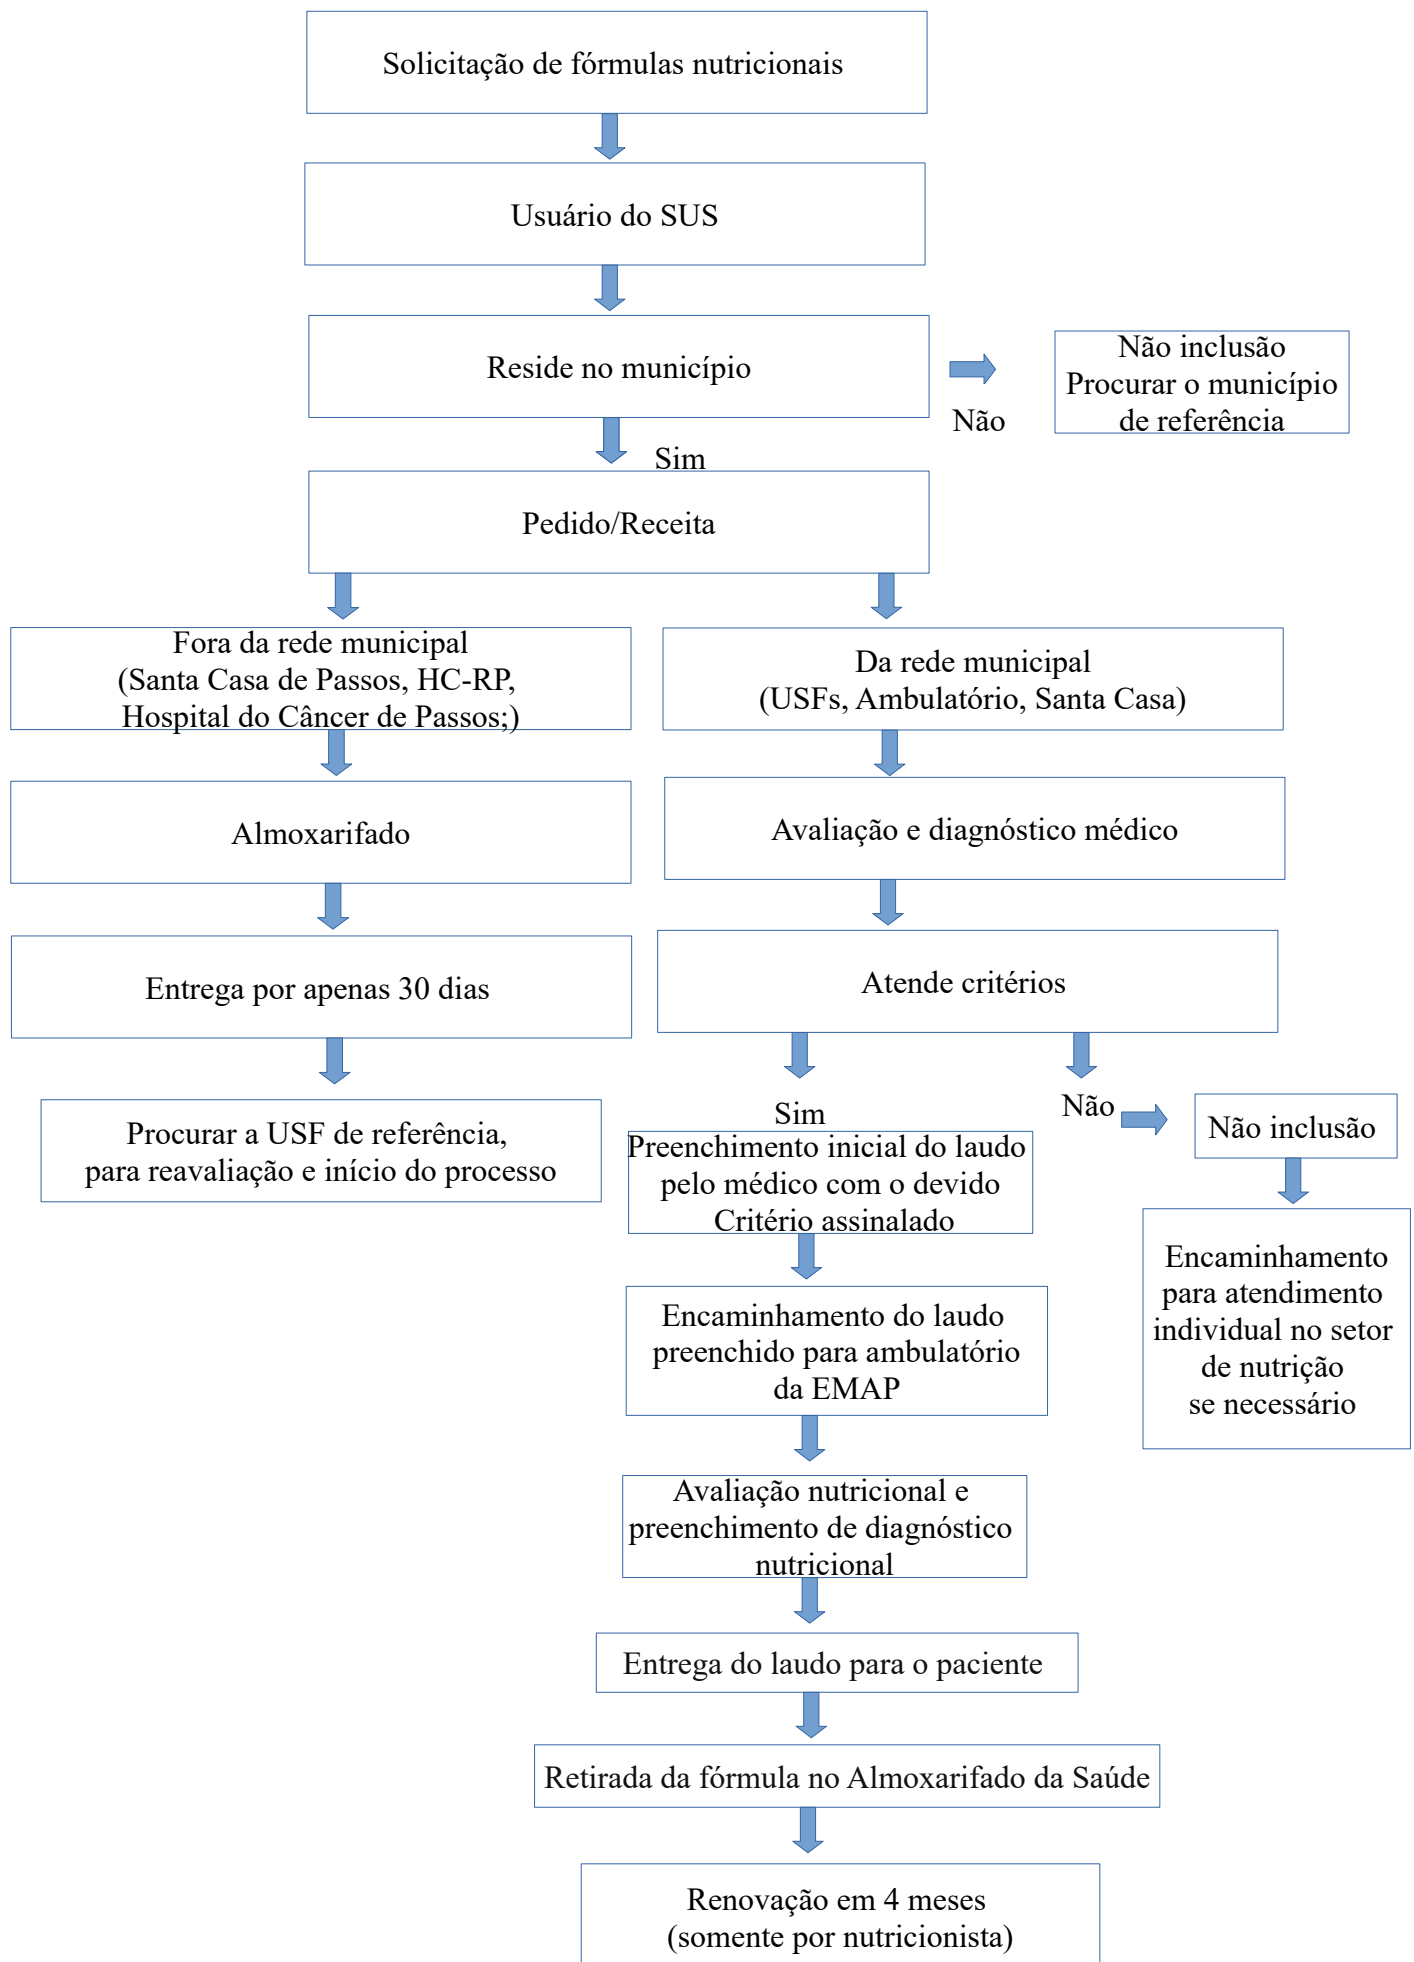 Solicitação de fórmulas nutricionais
Usuário do SUS
Reside no município
Não
Não inclusão
Procurar o município
de referência
Sim
Pedido/Receita
Fora da rede municipal
(Santa Casa de Passos, HC-RP,
Hospital do Câncer de Passos;)
Da rede municipal
(USFs, Ambulatório, Santa Casa)
Almoxarifado
Avaliação e diagnóstico médico
Entrega por apenas 30 dias
Atende critérios
Procurar a USF de referência,
para reavaliação e início do processo
Sim
Não
Não inclusão
Preenchimento inicial do laudo
pelo médico com o devido
Critério assinalado
Encaminhamento
para atendimento
individual no setor
de nutrição
se necessário
Encaminhamento do laudo
preenchido para ambulatório
da EMAP
Avaliação nutricional e
preenchimento de diagnóstico
nutricional
Entrega do laudo para o paciente
Retirada da fórmula no Almoxarifado da Saúde
Renovação em 4 meses
(somente por nutricionista)